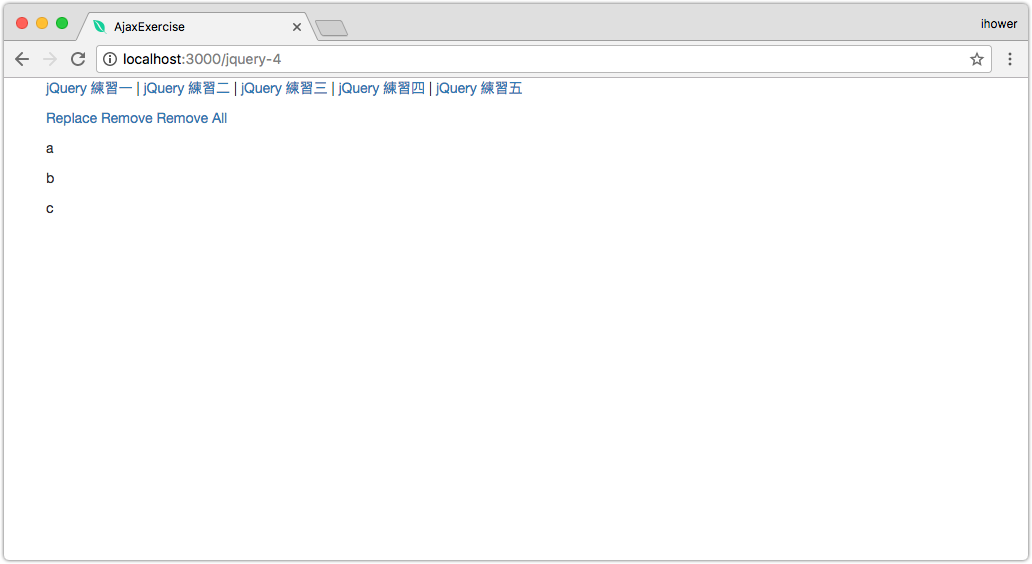 AjaxExercise
ihower
localhost:3000/jquery-4
jQuery 練習一 | jQuery 練習二 | jQuery 練習三 | jQuery 練習四 | jQuery 練習五
Replace Remove Remove All
a
b
c